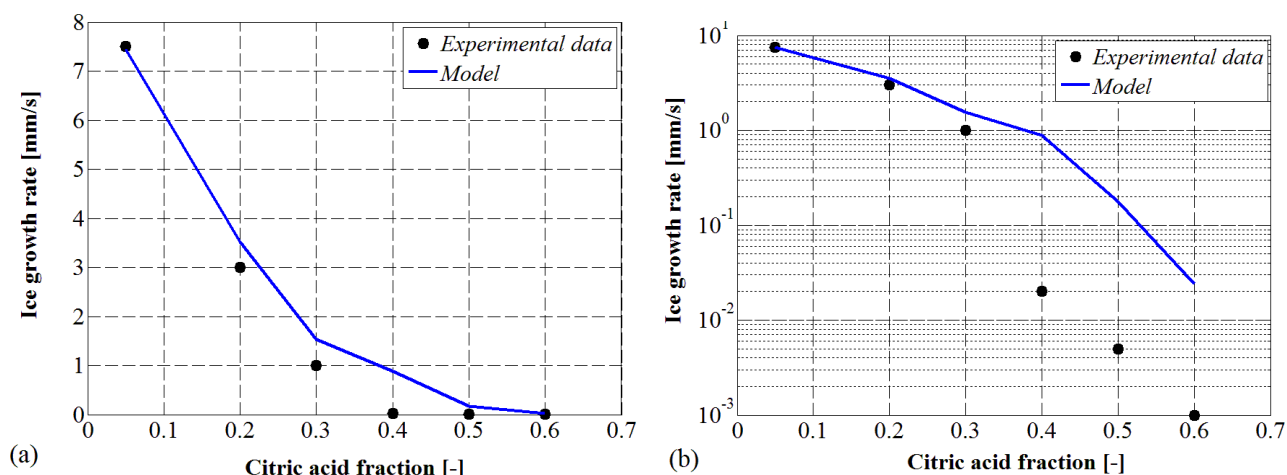 8
7
6
5
4
3
2
1
0
Ice growth rate [mm/s]
Experimental data
Model
0 0.1 0.2 0.3 0.4 0.5 0.6 0.7
Citric acid fraction [-]
(a)
10^1
10^0
10^-1
10^-2
10^-3
Ice growth rate [mm/s]
Experimental data
Model
0 0.1 0.2 0.3 0.4 0.5 0.6 0.7
Citric acid fraction [-]
(b)